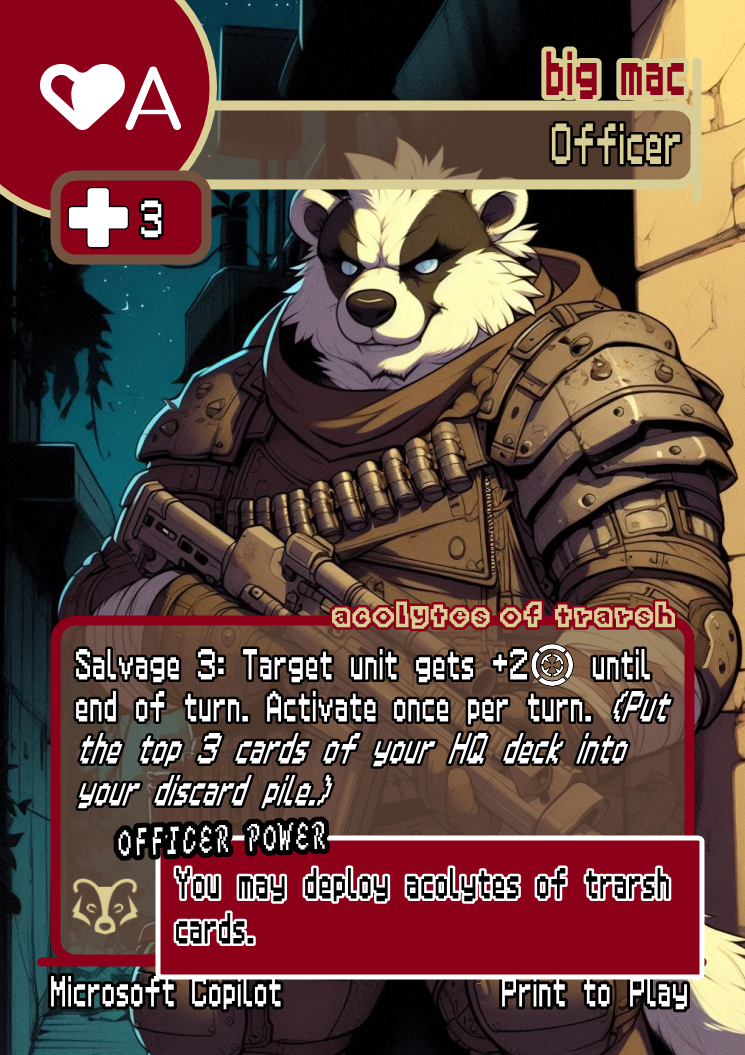 A
big mac
Officer
3
acolytes of trarsh
Salvage 3: Target unit gets +2 until
end of turn. Activate once per turn. (Put
the top 3 cards of your HQ deck into
your discard pile.)
OFFICER POWER
You may deploy acolytes of trarsh
cards.
Microsoft Copilot
Print to Play